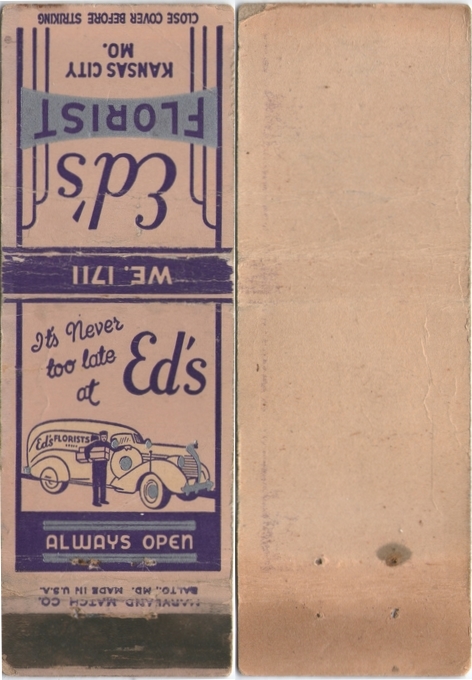 CLOSE COVER BEFORE STRIKING
KANSAS CITY
MO.
FLORIST
Ed's
WE. 1711
It's Never
too late
at
Ed's
Ed's FLORISTS
ALWAYS OPEN
MARYLAND MATCH CO.
BALTO., MD. MADE IN U.S.A.